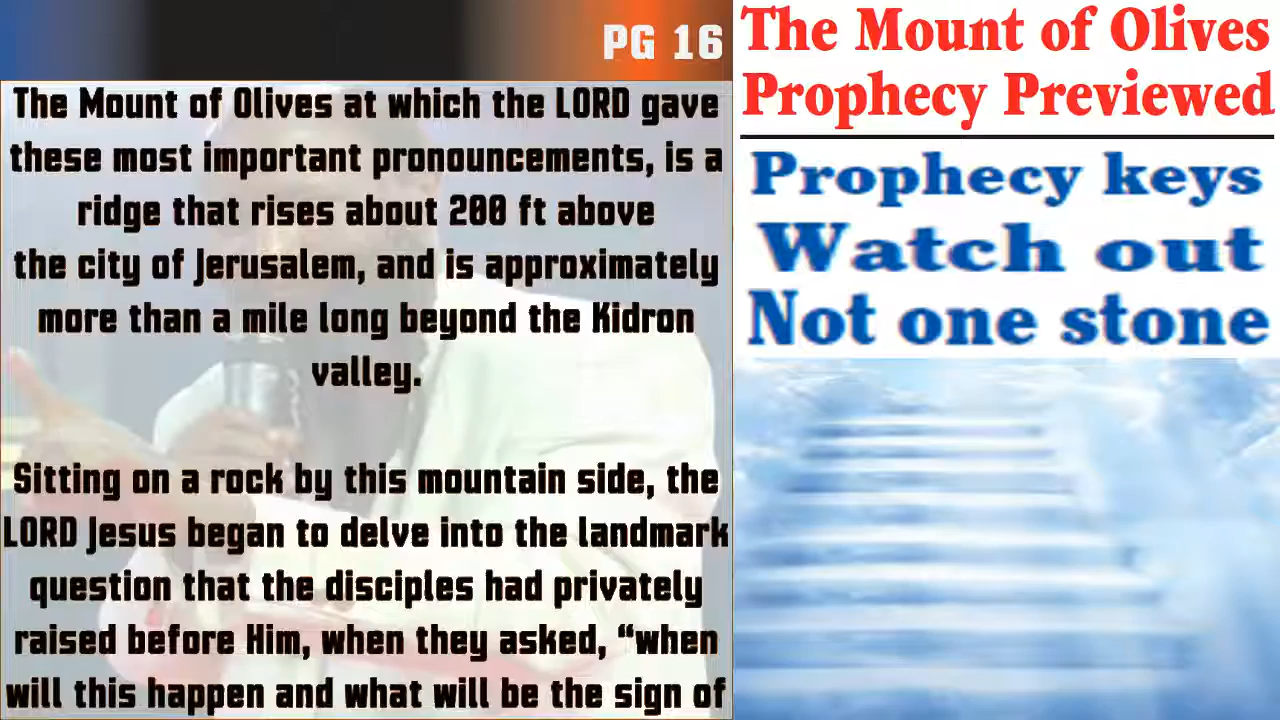 PG 16
The Mount of Olives at which the LORD gave
these most important pronouncements, is a
ridge that rises about 200 ft above
the city of Jerusalem, and is approximately
more than a mile long beyond the Kidron
valley.
Sitting on a rock by this mountain side, the
LORD Jesus began to delve into the landmark
question that the disciples had privately
raised before Him, when they asked, “when
will this happen and what will be the sign of
The Mount of Olives
Prophecy Previewed
Prophecy keys
Watch out
Not one stone